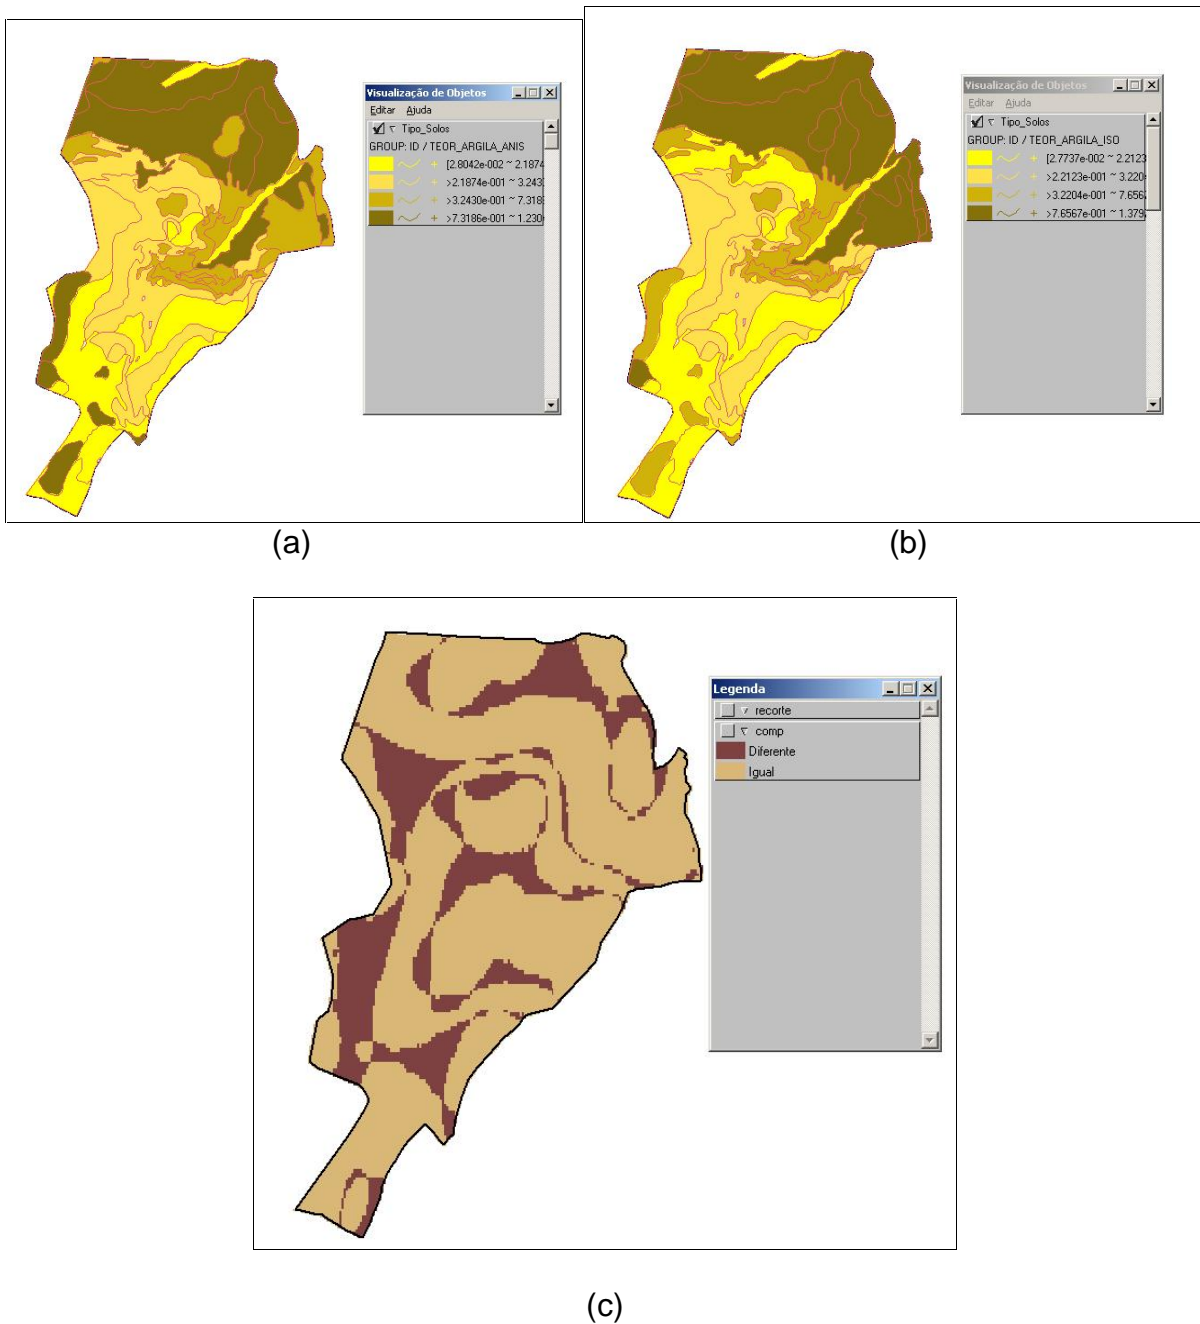 Visualização de Objetos
Editar Ajuda
Tipo_Solos
GROUP: ID / TEOR_ARGILA_ANIS
[2.8042e-002 ~ 2.1874
>2.1874e-001 ~ 3.243
>3.2430e-001 ~ 7.318
>7.3186e-001 ~ 1.230
(a)
Visualização de Objetos
Editar Ajuda
Tipo_Solos
GROUP: ID / TEOR_ARGILA_ISO
[2.7737e-002 ~ 2.2123
>2.2123e-001 ~ 3.220
>3.2204e-001 ~ 7.656
>7.6567e-001 ~ 1.379
(b)
Legenda
recorte
comp
Diferente
Igual
(c)